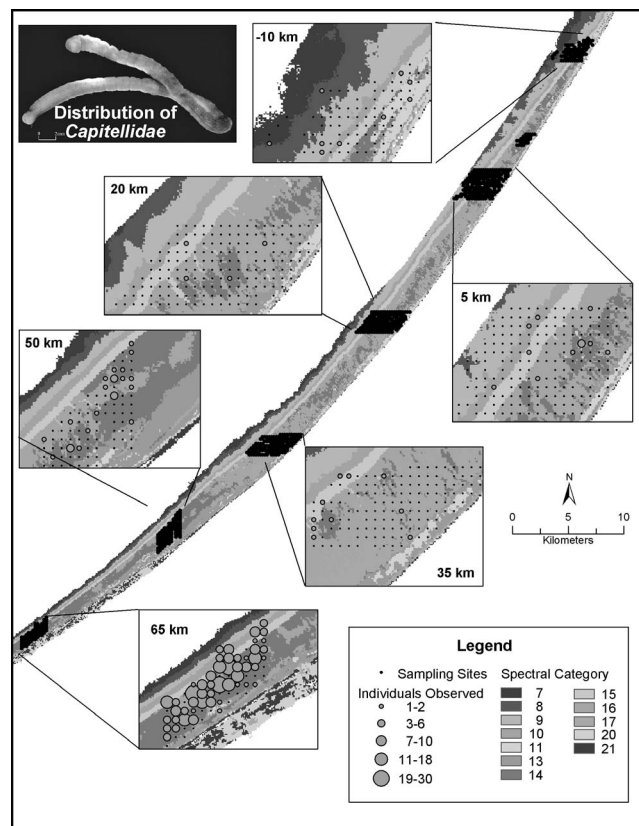 -10 km
Distribution of
Capitellidae
20 km
5 km
50 km
N
0 5 10
Kilometers
35 km
65 km
Legend
Sampling Sites
Individuals Observed
1-2
3-6
7-10
11-18
19-30
Spectral Category
7
8
9
10
11
13
14
15
16
17
20
21